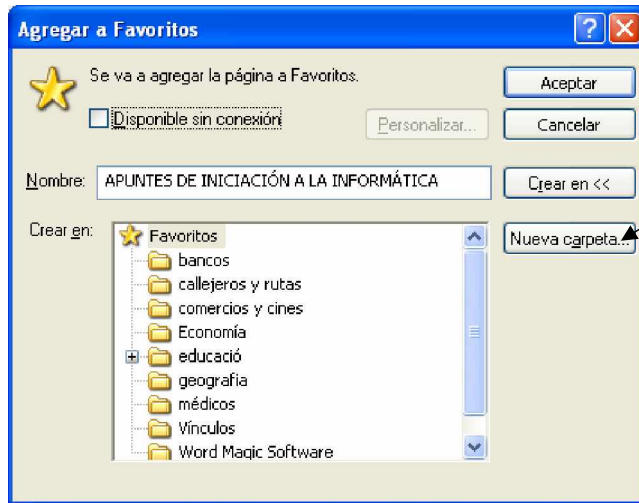 Agregar a Favoritos
Se va a agregar la página a Favoritos.
Aceptar
Disponible sin conexión
Personalizar...
Cancelar
Nombre: APUNTES DE INICIACIÓN A LA INFORMÁTICA
Crear en <<
Crear en:
Favoritos
Nueva carpeta...
bancos
callejeros y rutas
comercios y cines
Economía
educació
geografia
médicos
Vínculos
Word Magic Software